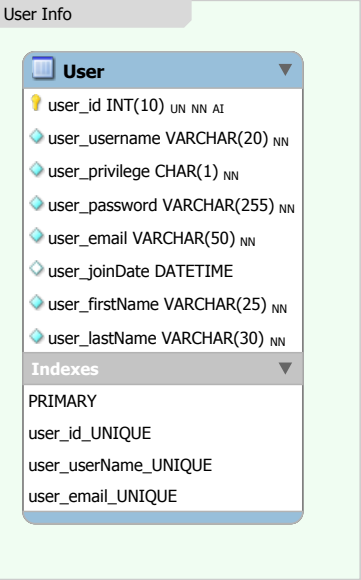 User Info
User
user_id INT(10) UN NN AI
user_username VARCHAR(20) NN
user_privilege CHAR(1) NN
user_password VARCHAR(255) NN
user_email VARCHAR(50) NN
user_joinDate DATETIME
user_firstName VARCHAR(25) NN
user_lastName VARCHAR(30) NN
Indexes
PRIMARY
user_id_UNIQUE
user_userName_UNIQUE
user_email_UNIQUE